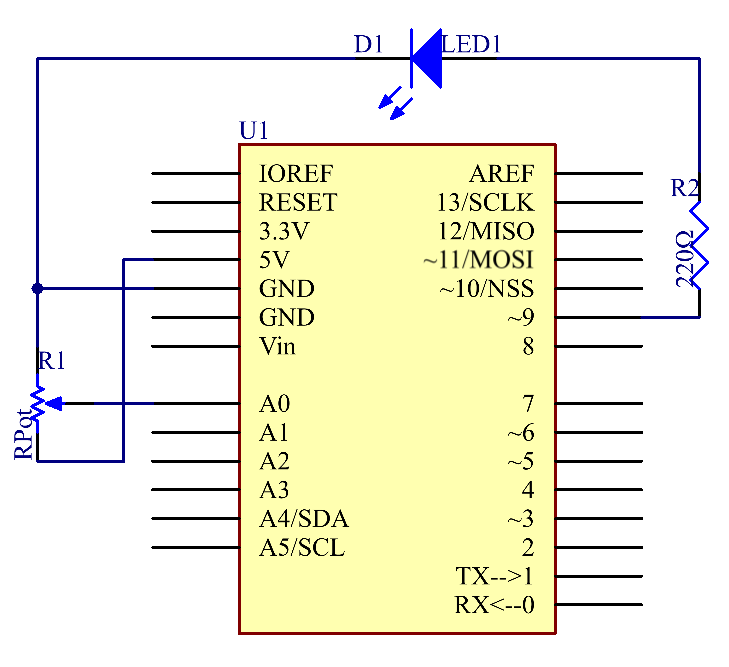 D1 LED1
U1
IOREF AREF
RESET 13/SCLK
3.3V 12/MISO
5V ~11/MOSI
GND ~10/NSS
GND ~9
Vin 8
A0 7
A1 ~6
A2 ~5
A3 4
A4/SDA ~3
A5/SCL 2
TX-->1
RX<--0
R2
220Ω
R1
RPot